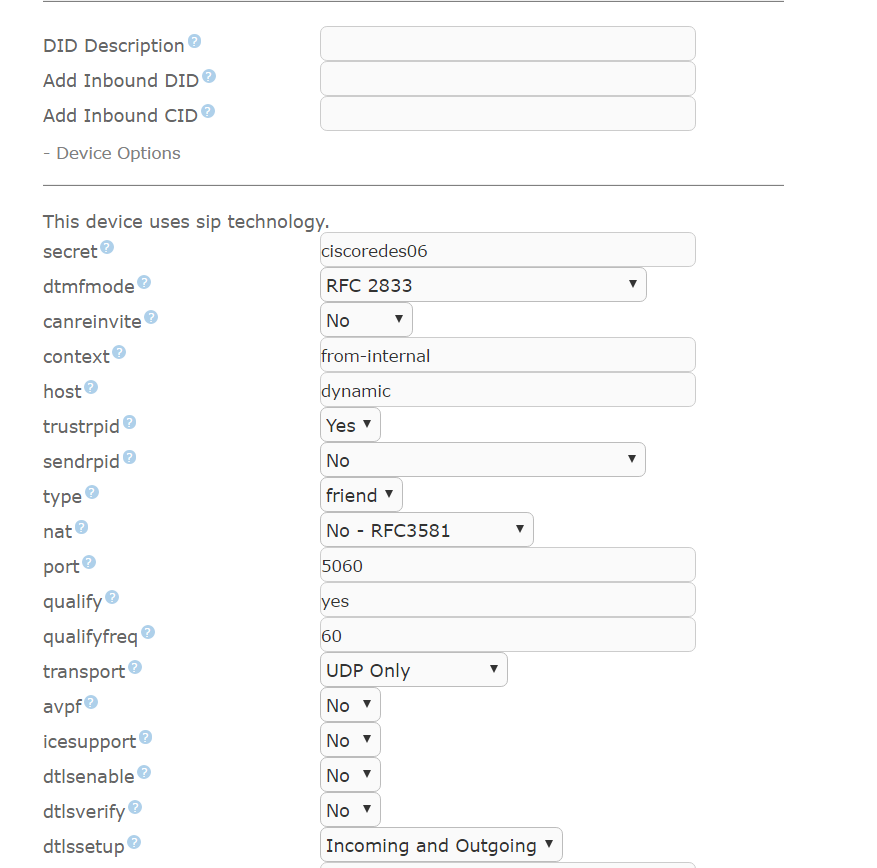 DID Description ?
Add Inbound DID ?
Add Inbound CID ?
- Device Options
This device uses sip technology.
secret ? ciscoredes06
dtmfmode ? RFC 2833
canreinvite ? No
context ? from-internal
host ? dynamic
trustrpid ? Yes
sendrpid ? No
type ? friend
nat ? No - RFC3581
port ? 5060
qualify ? yes
qualifyfreq ? 60
transport ? UDP Only
avpf ? No
icesupport ? No
dtlsenable ? No
dtlsverify ? No
dtlssetup ? Incoming and Outgoing